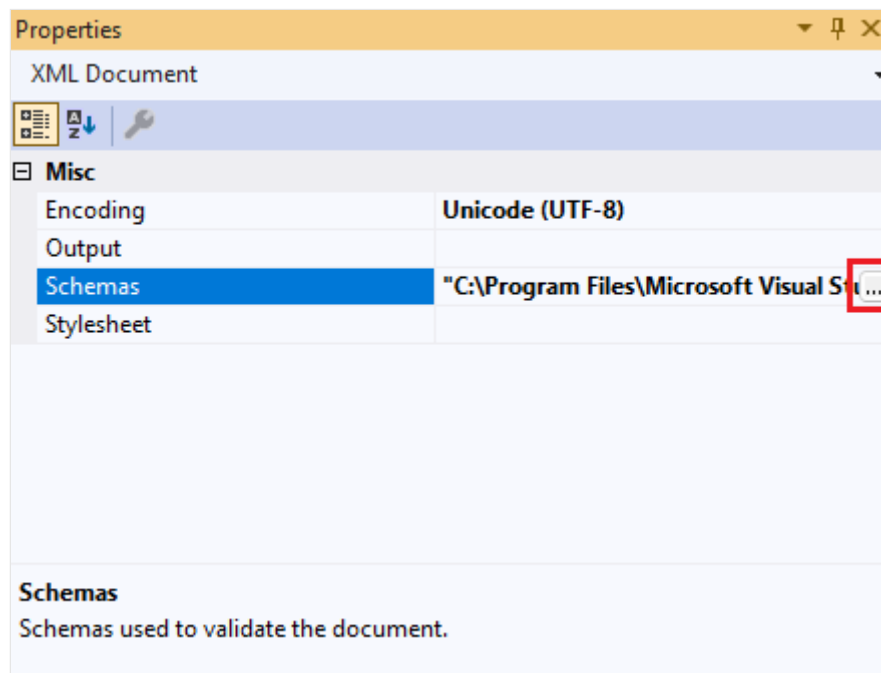 Properties
XML Document
Misc
Encoding Unicode (UTF-8)
Output
Schemas "C:\Program Files\Microsoft Visual Stu ...
Stylesheet
Schemas
Schemas used to validate the document.